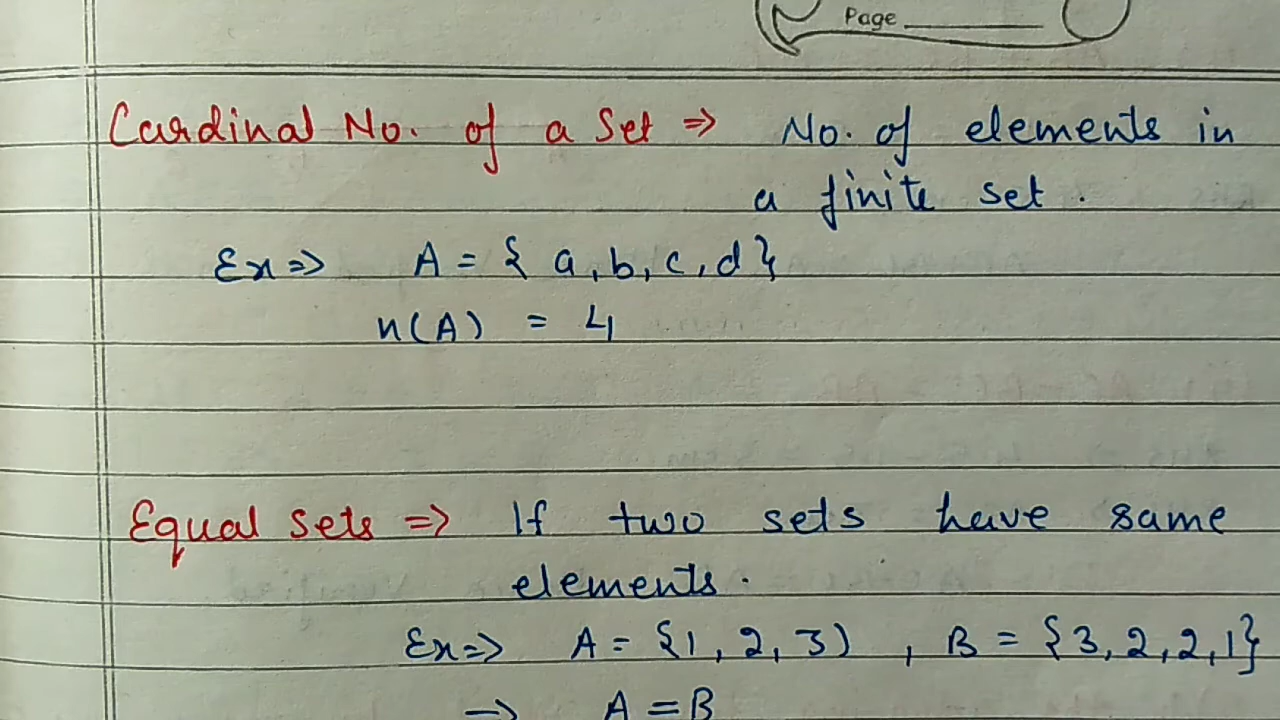 Page
Cardinal No. of a Set ⇒ No. of elements in
a finite set.
Ex ⇒ A = { a, b, c, d }
n(A) = 4
Equal Sets ⇒ If two sets have same
elements.
Ex ⇒ A = {1, 2, 3) , B = {3, 2, 2, 1}
→ A = B